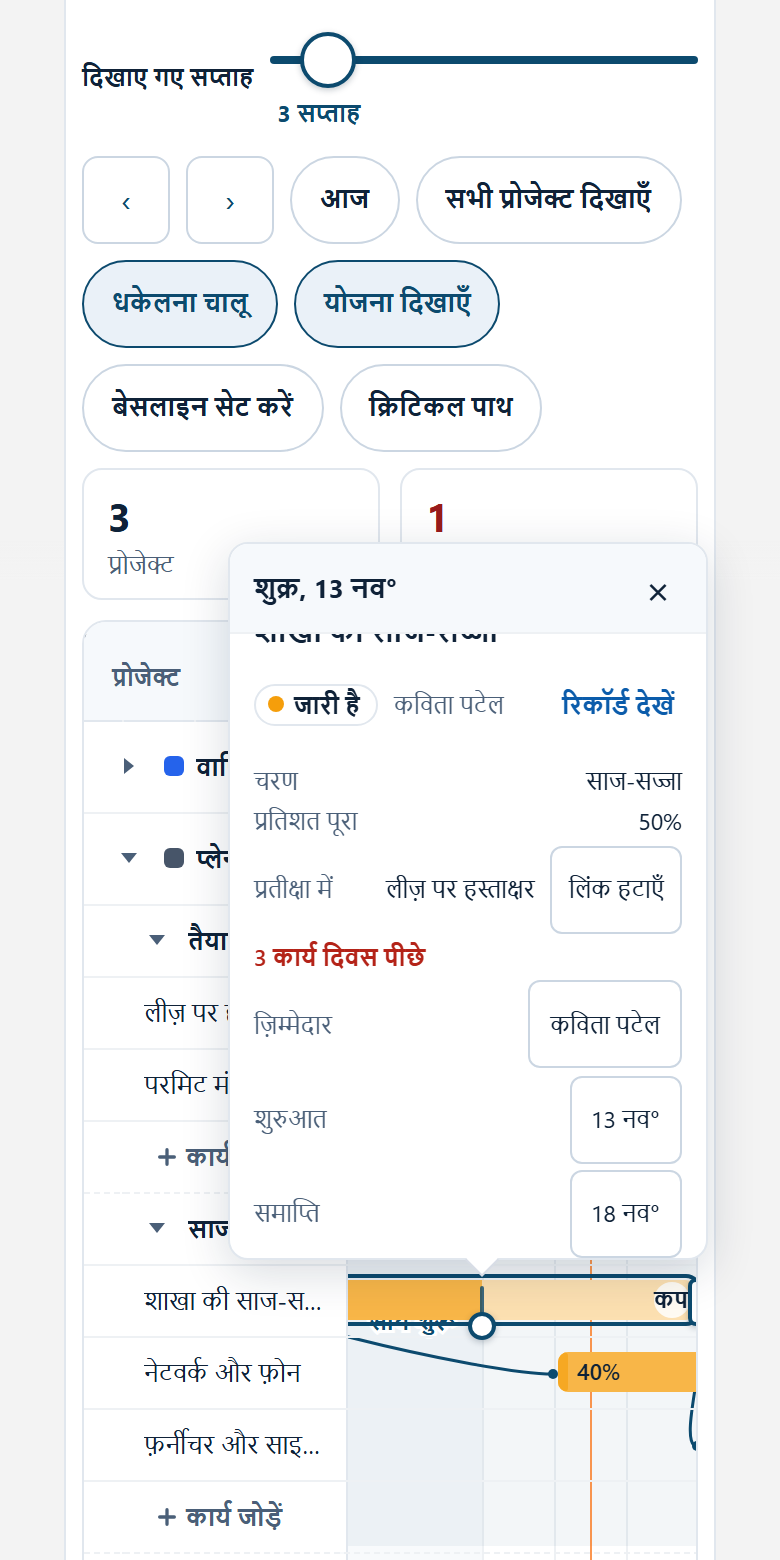 दिखाए गए सप्ताह
3 सप्ताह
‹ › आज सभी प्रोजेक्ट दिखाएँ
धकेलना चालू योजना दिखाएँ
बेसलाइन सेट करें क्रिटिकल पाथ
3 1
प्रोजेक्ट
शुक्र, 13 नव॰
शाखा की साज-सज्जा
प्रोजेक्ट
जारी है कविता पटेल रिकॉर्ड देखें
चरण साज-सज्जा
प्रतिशत पूरा 50%
प्रतीक्षा में लीज़ पर हस्ताक्षर लिंक हटाएँ
तैया
3 कार्य दिवस पीछे
लीज़ पर
ज़िम्मेदार कविता पटेल
परमिट
शुरुआत 13 नव॰
+ कार्य
समाप्ति 18 नव॰
साज
शाखा की साज-स... कप
नेटवर्क और फ़ोन 40%
फ़र्नीचर और साइ...
+ कार्य जोड़ें